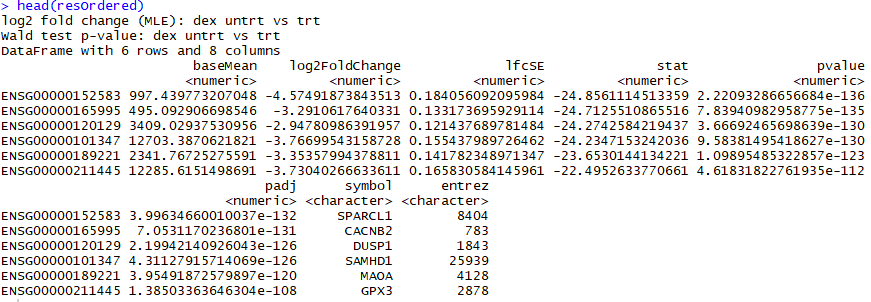 > head(resOrdered)
log2 fold change (MLE): dex untrt vs trt
Wald test p-value: dex untrt vs trt
DataFrame with 6 rows and 8 columns
baseMean log2FoldChange lfcSE stat pvalue
<numeric> <numeric> <numeric> <numeric> <numeric>
ENSG00000152583 997.439773207048 -4.57491873843513 0.184056092095984 -24.8561114513359 2.22093286656684e-136
ENSG00000165995 495.092906698546 -3.2910617640331 0.133173695929114 -24.7125510865516 7.83940982958775e-135
ENSG00000120129 3409.02937530956 -2.94780986391957 0.121437689781484 -24.2742584219437 3.66692465698639e-130
ENSG00000101347 12703.3870621821 -3.76699543158728 0.155437989726462 -24.2347153242036 9.58381495418627e-130
ENSG00000189221 2341.76725275591 -3.35357994378811 0.141782348971347 -23.6530144134221 1.09895485322857e-123
ENSG00000211445 12285.6151498691 -3.73040266633611 0.165830584145961 -22.4952633770661 4.61831822761935e-112
padj symbol entrez
<numeric> <character> <character>
ENSG00000152583 3.99634660010037e-132 SPARCL1 8404
ENSG00000165995 7.0531170236801e-131 CACNB2 783
ENSG00000120129 2.19942140926043e-126 DUSP1 1843
ENSG00000101347 4.31127915714069e-126 SAMHD1 25939
ENSG00000189221 3.95491872579897e-120 MAOA 4128
ENSG00000211445 1.38503363646304e-108 GPX3 2878